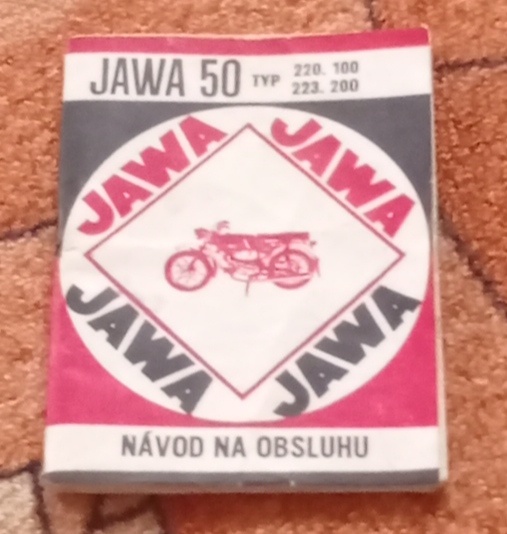 JAWA 50 TYP 220. 100
223. 200
JAWA JAWA
JAWA JAWA
NÁVOD NA OBSLUHU